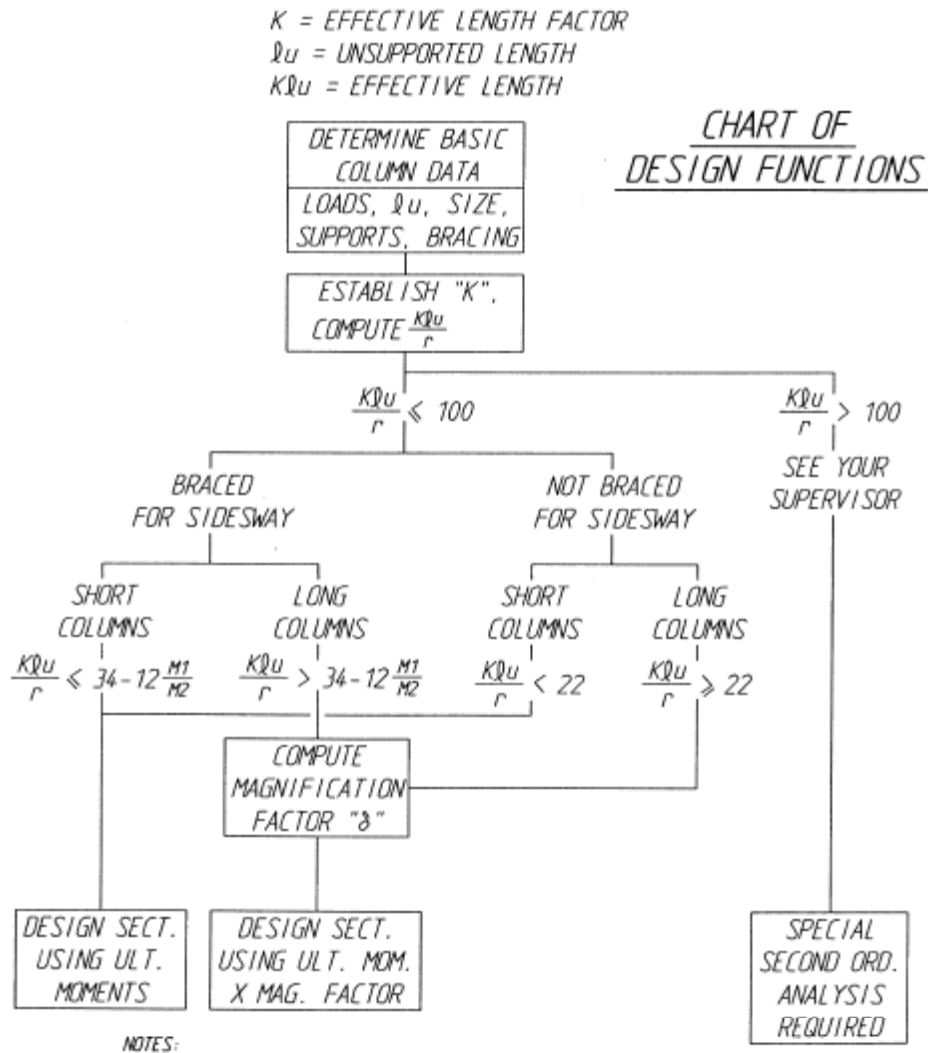 K = EFFECTIVE LENGTH FACTOR
ℓu = UNSUPPORTED LENGTH
Kℓu = EFFECTIVE LENGTH
CHART OF
DESIGN FUNCTIONS
DETERMINE BASIC
COLUMN DATA
LOADS, ℓu, SIZE,
SUPPORTS, BRACING
ESTABLISH "K",
COMPUTE Kℓu/r
Kℓu/r ≤ 100
Kℓu/r > 100
BRACED
FOR SIDESWAY
NOT BRACED
FOR SIDESWAY
SEE YOUR
SUPERVISOR
SHORT
COLUMNS
Kℓu/r ≤ 34-12 M1/M2
LONG
COLUMNS
Kℓu/r > 34-12 M1/M2
SHORT
COLUMNS
Kℓu/r < 22
LONG
COLUMNS
Kℓu/r ≥ 22
COMPUTE
MAGNIFICATION
FACTOR "δ"
DESIGN SECT.
USING ULT.
MOMENTS
DESIGN SECT.
USING ULT. MOM.
X MAG. FACTOR
SPECIAL
SECOND ORD.
ANALYSIS
REQUIRED
NOTES: